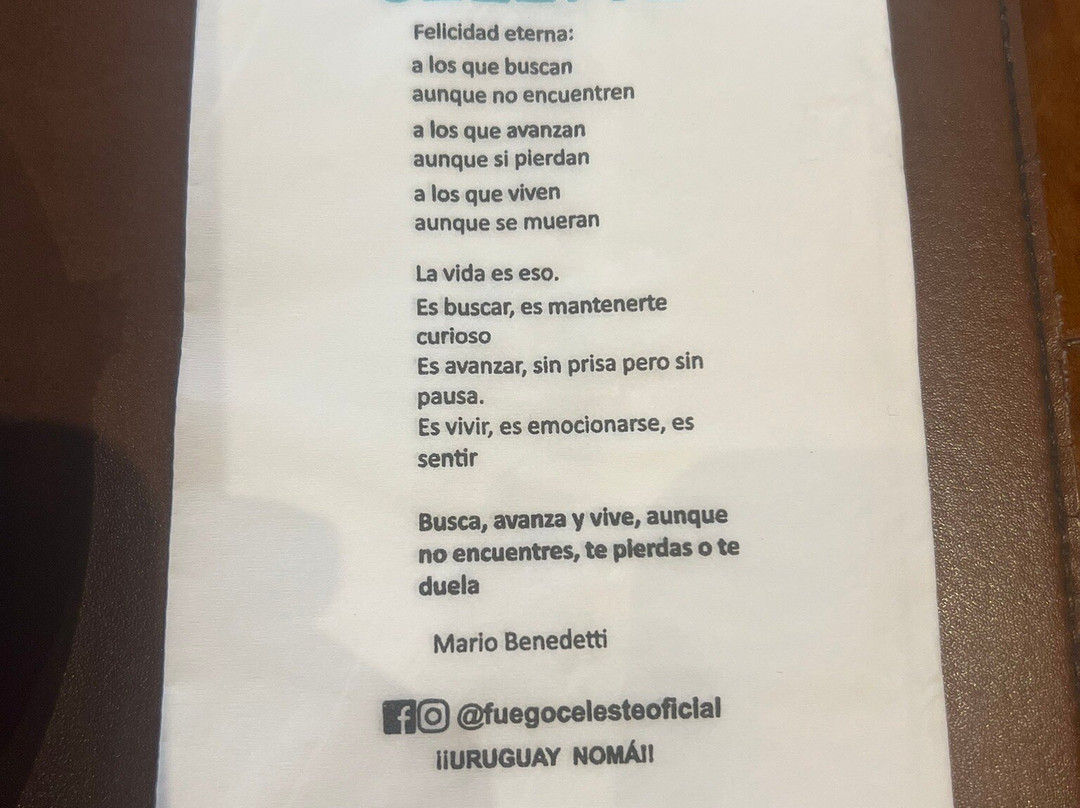 Felicidad eterna:
a los que buscan
aunque no encuentren
a los que avanzan
aunque si pierdan
a los que viven
aunque se mueran
La vida es eso.
Es buscar, es mantenerte
curioso
Es avanzar, sin prisa pero sin
pausa.
Es vivir, es emocionarse, es
sentir
Busca, avanza y vive, aunque
no encuentres, te pierdas o te
duela
Mario Benedetti
@fuegocelesteoficial
¡¡URUGUAY NOMÁ!!